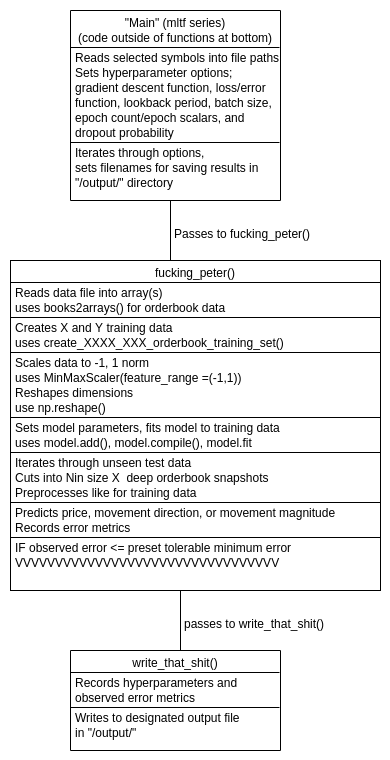 "Main" (mltf series)
(code outside of functions at bottom)
Reads selected symbols into file paths
Sets hyperparameter options;
gradient descent function, loss/error
function, lookback period, batch size,
epoch count/epoch scalars, and
dropout probability
Iterates through options,
sets filenames for saving results in
"/output/" directory
Passes to fucking_peter()
fucking_peter()
Reads data file into array(s)
uses books2arrays() for orderbook data
Creates X and Y training data
uses create_XXXX_XXX_orderbook_training_set()
Scales data to -1, 1 norm
uses MinMaxScaler(feature_range =(-1,1))
Reshapes dimensions
use np.reshape()
Sets model parameters, fits model to training data
uses model.add(), model.compile(), model.fit
Iterates through unseen test data
Cuts into Nin size X  deep orderbook snapshots
Preprocesses like for training data
Predicts price, movement direction, or movement magnitude
Records error metrics
IF observed error <= preset tolerable minimum error
VVVVVVVVVVVVVVVVVVVVVVVVVVVVVVVVV
passes to write_that_shit()
write_that_shit()
Records hyperparameters and
observed error metrics
Writes to designated output file
in "/output/"